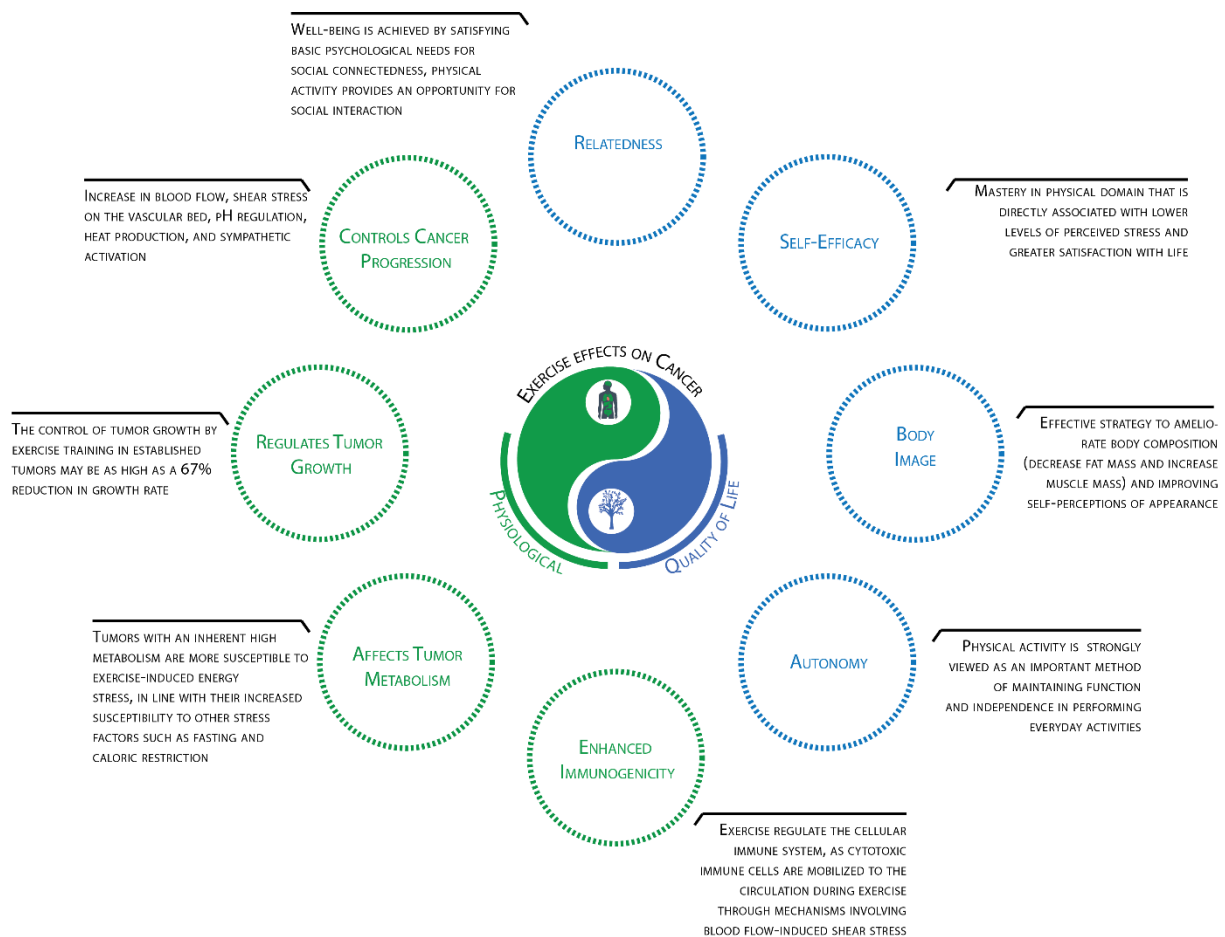 Well-being is achieved by satisfying
basic psychological needs for
social connectedness, physical
activity provides an opportunity for
social interaction
Relatedness
Increase in blood flow, shear stress
on the vascular bed, pH regulation,
heat production, and sympathetic
activation
Controls Cancer
Progression
Self-Efficacy
Mastery in physical domain that is
directly associated with lower
levels of perceived stress and
greater satisfaction with life
Exercise effects on Cancer
Physiological
Quality of Life
The control of tumor growth by
exercise training in established
tumors may be as high as a 67%
reduction in growth rate
Regulates Tumor
Growth
Body
Image
Effective strategy to amelio-
rate body composition
(decrease fat mass and increase
muscle mass) and improving
self-perceptions of appearance
Tumors with an inherent high
metabolism are more susceptible to
exercise-induced energy
stress, in line with their increased
susceptibility to other stress
factors such as fasting and
caloric restriction
Affects Tumor
Metabolism
Autonomy
Physical activity is strongly
viewed as an important method
of maintaining function
and independence in performing
everyday activities
Enhanced
Immunogenicity
Exercise regulate the cellular
immune system, as cytotoxic
immune cells are mobilized to the
circulation during exercise
through mechanisms involving
blood flow-induced shear stress